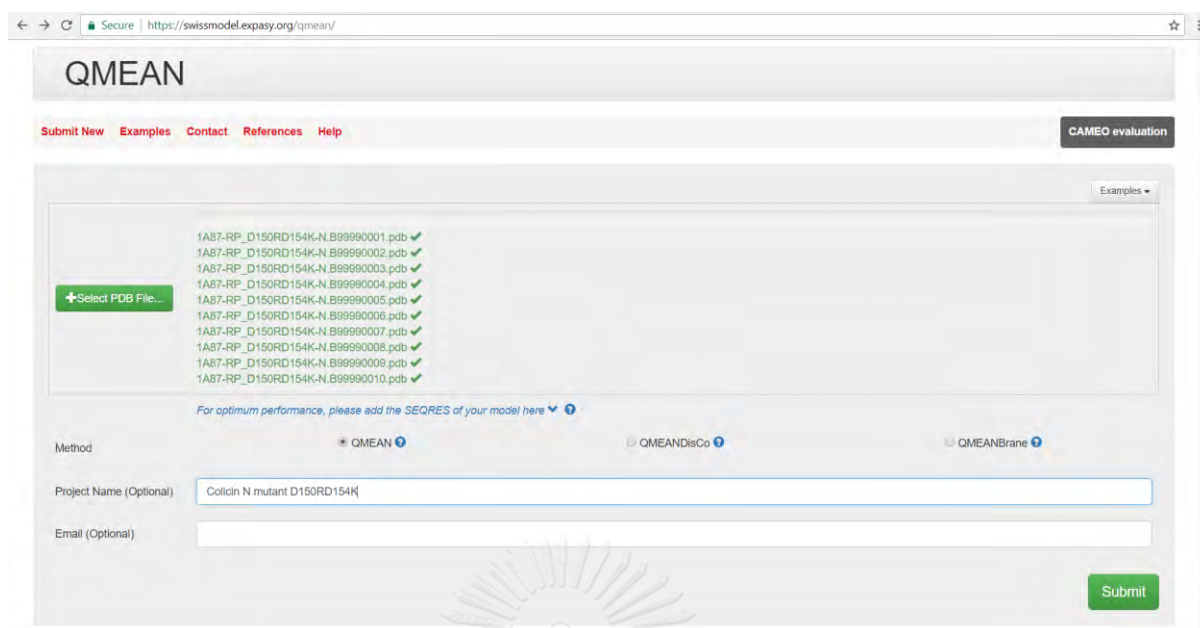 Secure | https://swissmodel.expasy.org/qmean/
QMEAN
Submit New Examples Contact References Help CAMEO evaluation
Examples
1A87-RP_D150RD154K-N.B99990001.pdb ✔
1A87-RP_D150RD154K-N.B99990002.pdb ✔
1A87-RP_D150RD154K-N.B99990003.pdb ✔
1A87-RP_D150RD154K-N.B99990004.pdb ✔
1A87-RP_D150RD154K-N.B99990005.pdb ✔
1A87-RP_D150RD154K-N.B99990006.pdb ✔
+Select PDB File...
1A87-RP_D150RD154K-N.B99990007.pdb ✔
1A87-RP_D150RD154K-N.B99990008.pdb ✔
1A87-RP_D150RD154K-N.B99990009.pdb ✔
1A87-RP_D150RD154K-N.B99990010.pdb ✔
For optimum performance, please add the SEQRES of your model here
Method QMEAN QMEANDisCo QMEANBrane
Project Name (Optional) Colicin N mutant D150RD154K
Email (Optional)
Submit